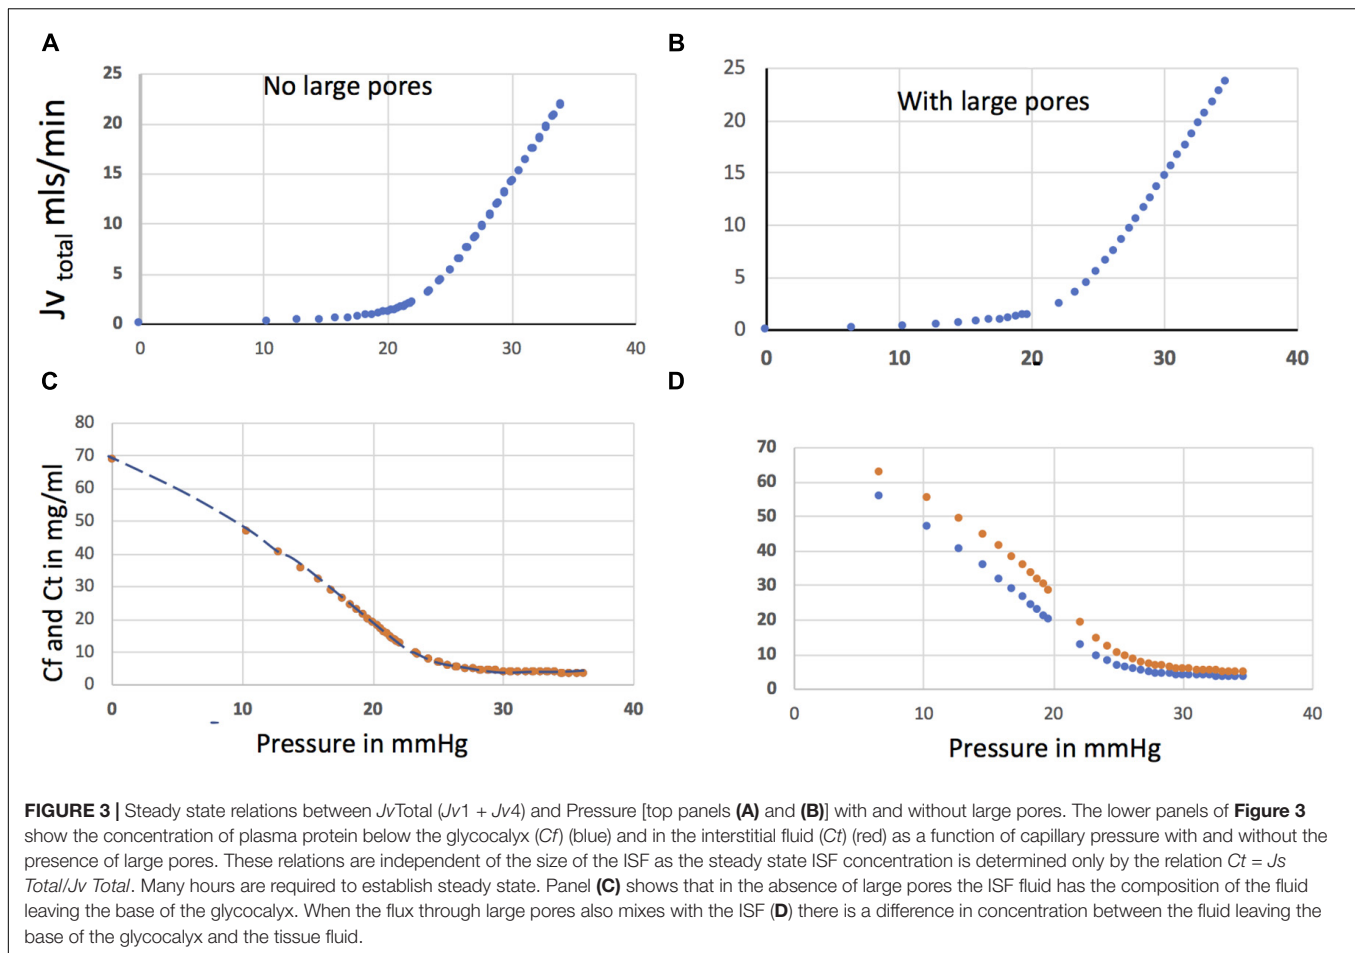 A
B
No large pores
With large pores
Jv total mls/min
25
20
15
10
5
0
0 10 20 30 40
25
20
15
10
5
0
0 10 20 30 40
C
D
Cf and Ct in mg/ml
80
70
60
50
40
30
20
10
0
0 10 20 30 40
Pressure in mmHg
70
60
50
40
30
20
10
0
0 10 20 30 40
Pressure in mmHg
FIGURE 3 | Steady state relations between JvTotal (Jv1 + Jv4) and Pressure [top panels (A) and (B)] with and without large pores. The lower panels of Figure 3
show the concentration of plasma protein below the glycocalyx (Cf) (blue) and in the interstitial fluid (Ct) (red) as a function of capillary pressure with and without the
presence of large pores. These relations are independent of the size of the ISF as the steady state ISF concentration is determined only by the relation Ct = Js
Total/Jv Total. Many hours are required to establish steady state. Panel (C) shows that in the absence of large pores the ISF fluid has the composition of the fluid
leaving the base of the glycocalyx. When the flux through large pores also mixes with the ISF (D) there is a difference in concentration between the fluid leaving the
base of the glycocalyx and the tissue fluid.